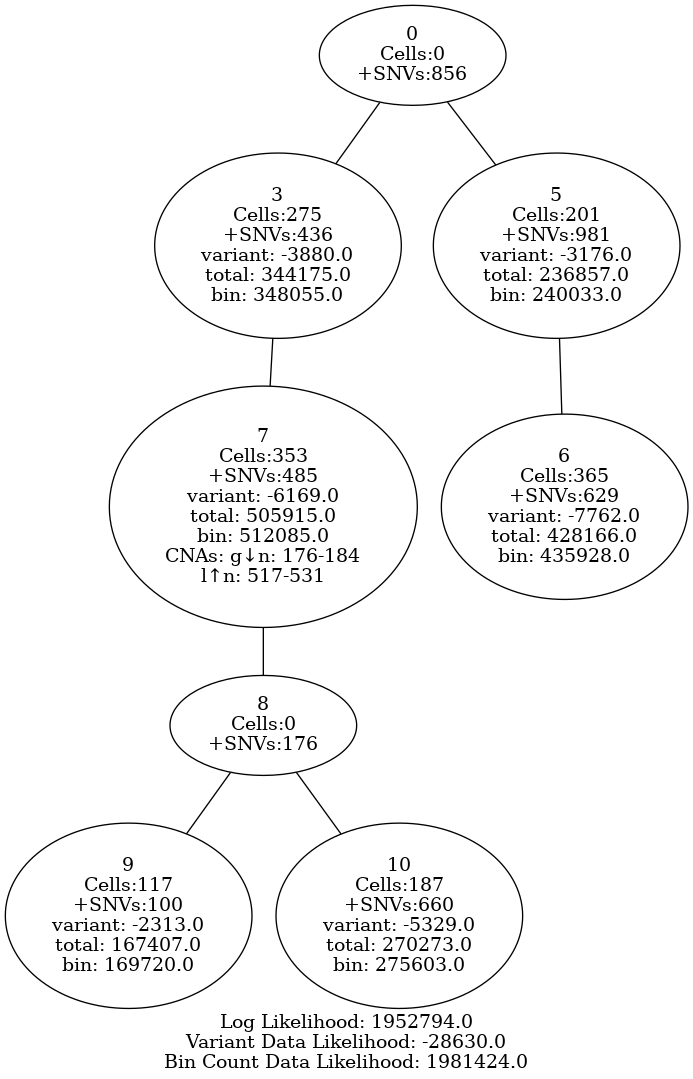 0
Cells:0
+SNVs:856
3
Cells:275
+SNVs:436
variant: -3880.0
total: 344175.0
bin: 348055.0
5
Cells:201
+SNVs:981
variant: -3176.0
total: 236857.0
bin: 240033.0
7
Cells:353
+SNVs:485
variant: -6169.0
total: 505915.0
bin: 512085.0
CNAs: g↓n: 176-184
l↑n: 517-531
6
Cells:365
+SNVs:629
variant: -7762.0
total: 428166.0
bin: 435928.0
8
Cells:0
+SNVs:176
9
Cells:117
+SNVs:100
variant: -2313.0
total: 167407.0
bin: 169720.0
10
Cells:187
+SNVs:660
variant: -5329.0
total: 270273.0
bin: 275603.0
Log Likelihood: 1952794.0
Variant Data Likelihood: -28630.0
Bin Count Data Likelihood: 1981424.0